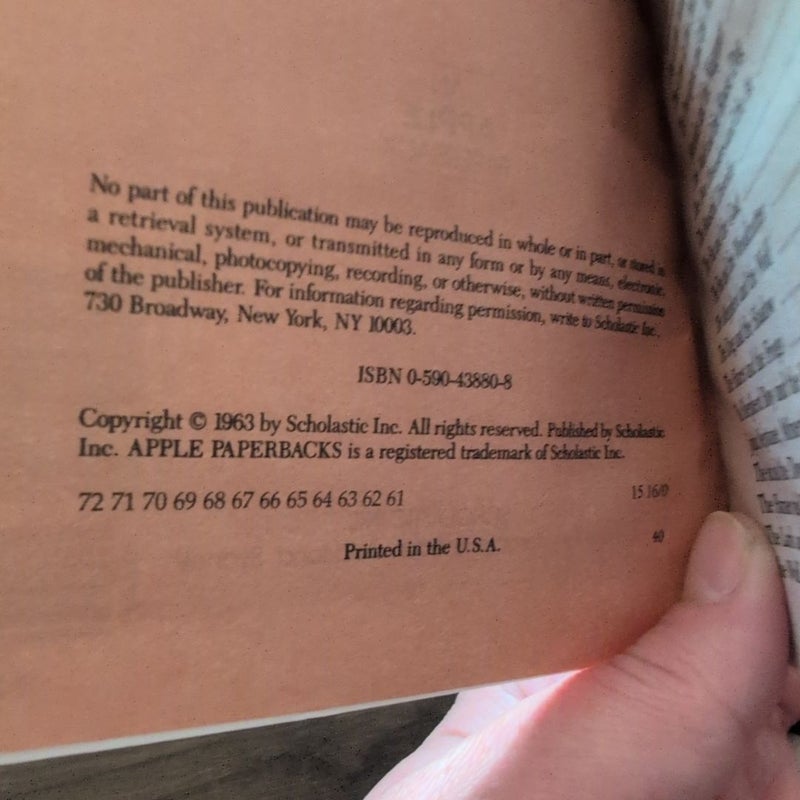 No part of this publication may be reproduced in whole or in part, or stored in
a retrieval system, or transmitted in any form or by any means, electronic,
mechanical, photocopying, recording, or otherwise, without written permission
of the publisher. For information regarding permission, write to Scholastic Inc.,
730 Broadway, New York, NY 10003.
ISBN 0-590-43880-8
Copyright © 1963 by Scholastic Inc. All rights reserved. Published by Scholastic
Inc. APPLE PAPERBACKS is a registered trademark of Scholastic Inc.
72 71 70 69 68 67 66 65 64 63 62 61
15 16/0
Printed in the U.S.A.
40